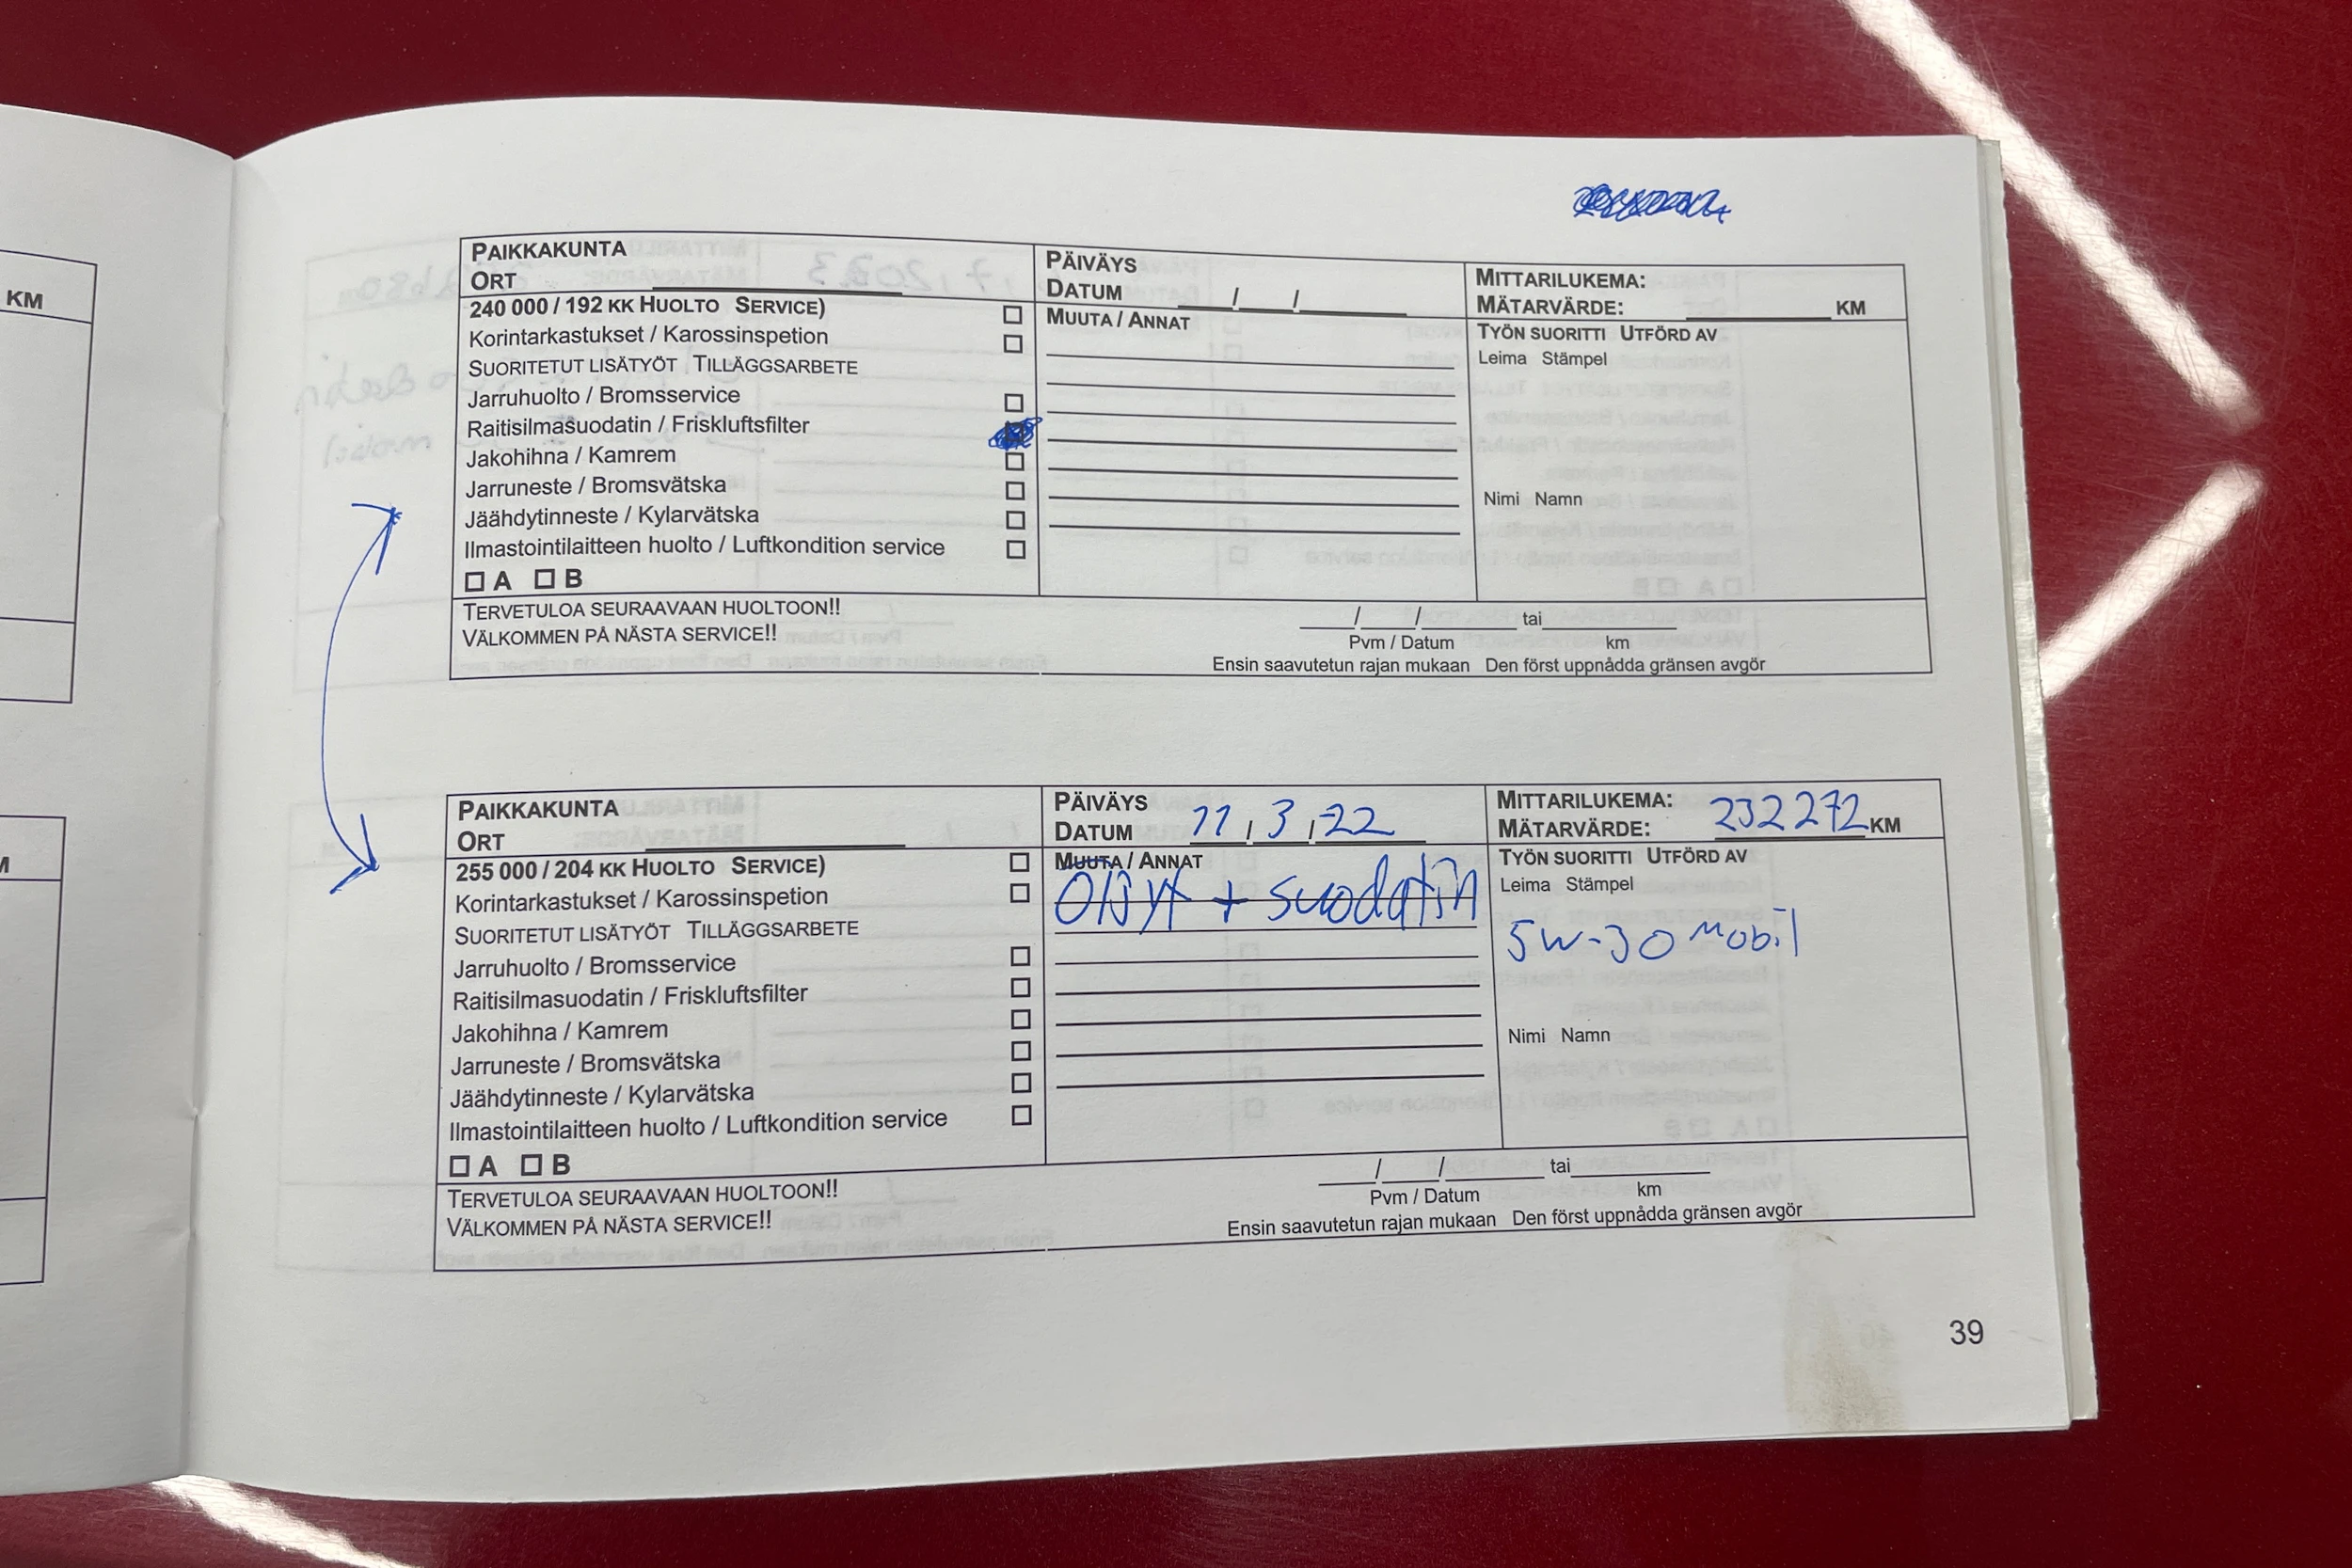 KM
M
PAIKKAKUNTA
ORT
PÄIVÄYS
DATUM / /
MITTARILUKEMA:
MÄTARVÄRDE: KM
240 000 / 192 KK HUOLTO SERVICE)
Korintarkastukset / Karossinspetion
SUORITETUT LISÄTYÖT TILLÄGGSARBETE
Jarruhuolto / Bromsservice
Raitisilmasuodatin / Friskluftsfilter
Jakohihna / Kamrem
Jarruneste / Bromsvätska
Jäähdytinneste / Kylarvätska
Ilmastointilaitteen huolto / Luftkondition service
A B
MUUTA / ANNAT
TYÖN SUORITTI UTFÖRD AV
Leima Stämpel
Nimi Namn
TERVETULOA SEURAAVAAN HUOLTOON!!
VÄLKOMMEN PÅ NÄSTA SERVICE!!
/ / tai
Pvm / Datum km
Ensin saavutetun rajan mukaan Den först uppnådda gränsen avgör
PAIKKAKUNTA
ORT
PÄIVÄYS
DATUM 11 / 3 / 22
MITTARILUKEMA:
MÄTARVÄRDE: 232 272 KM
255 000 / 204 KK HUOLTO SERVICE)
Korintarkastukset / Karossinspetion
SUORITETUT LISÄTYÖT TILLÄGGSARBETE
Jarruhuolto / Bromsservice
Raitisilmasuodatin / Friskluftsfilter
Jakohihna / Kamrem
Jarruneste / Bromsvätska
Jäähdytinneste / Kylarvätska
Ilmastointilaitteen huolto / Luftkondition service
A B
MUUTA / ANNAT
Öljyt + suodatin
TYÖN SUORITTI UTFÖRD AV
Leima Stämpel
5W-30 Mobil
Nimi Namn
TERVETULOA SEURAAVAAN HUOLTOON!!
VÄLKOMMEN PÅ NÄSTA SERVICE!!
/ / tai
Pvm / Datum km
Ensin saavutetun rajan mukaan Den först uppnådda gränsen avgör
39